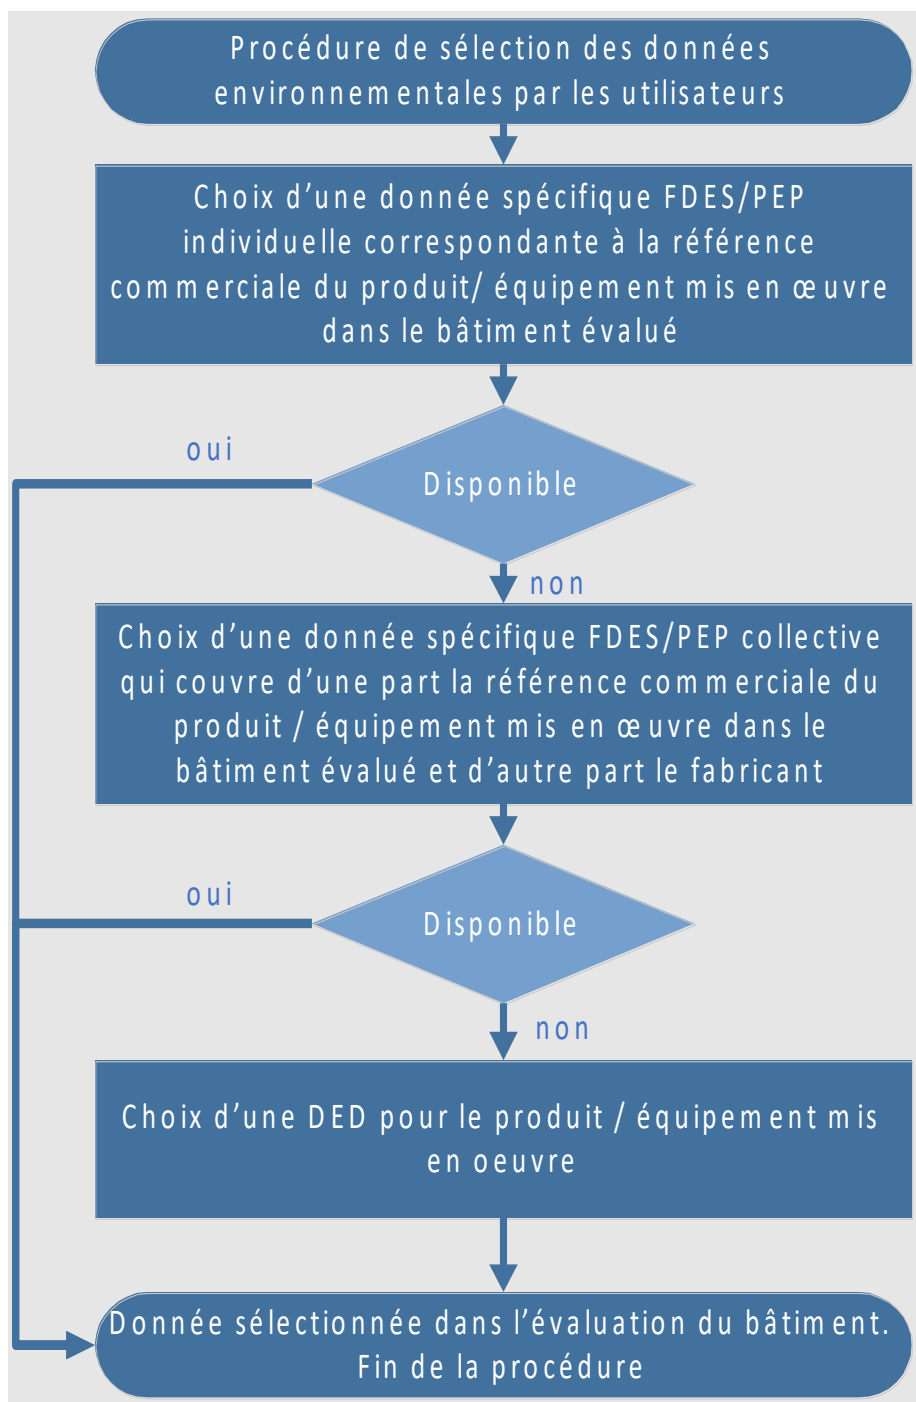 Procédure de sélection des données
environnementales par les utilisateurs
Choix d’une donnée spécifique FDES/PEP
individuelle correspondante à la référence
commerciale du produit/ équipement mis en œuvre
dans le bâtiment évalué
oui
Disponible
non
Choix d’une donnée spécifique FDES/PEP collective
qui couvre d’une part la référence commerciale du
produit / équipement mis en œuvre dans le
bâtiment évalué et d’autre part le fabricant
oui
Disponible
non
Choix d’une DED pour le produit / équipement mis
en oeuvre
Donnée sélectionnée dans l’évaluation du bâtiment.
Fin de la procédure